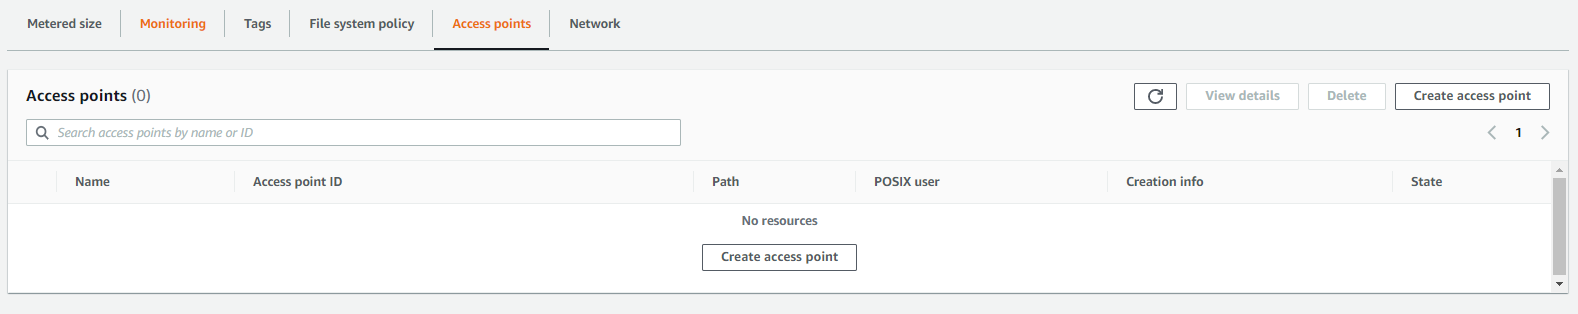 Metered size Monitoring Tags File system policy Access points Network
Access points (0) View details Delete Create access point
Search access points by name or ID 1
Name Access point ID Path POSIX user Creation info State
No resources
Create access point